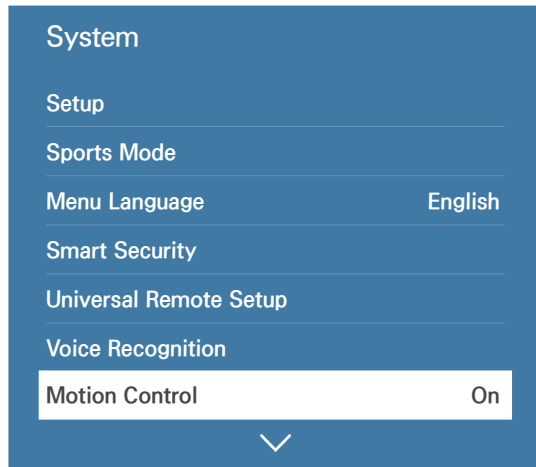 System
Setup
Sports Mode
Menu Language English
Smart Security
Universal Remote Setup
Voice Recognition
Motion Control On